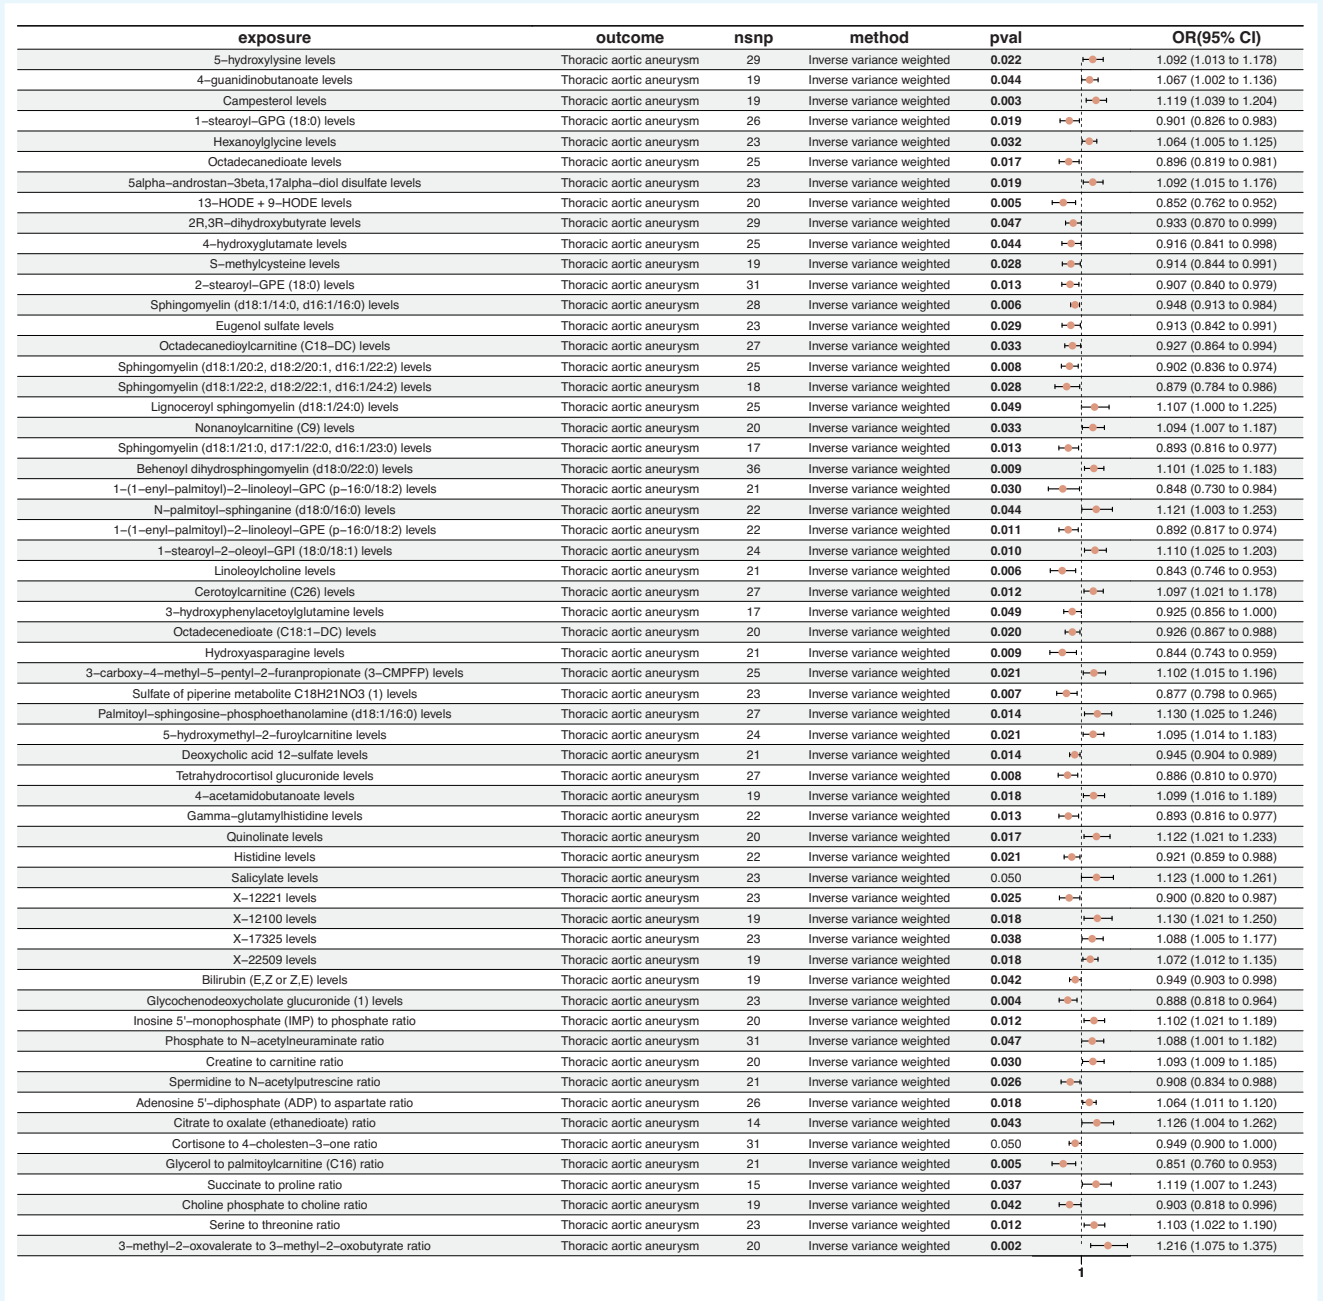 exposure outcome nsnp method pval OR(95% CI)
5−hydroxylysine levels Thoracic aortic aneurysm 29 Inverse variance weighted 0.022 1.092 (1.013 to 1.178)
4−guanidinobutanoate levels Thoracic aortic aneurysm 19 Inverse variance weighted 0.044 1.067 (1.002 to 1.136)
Campesterol levels Thoracic aortic aneurysm 19 Inverse variance weighted 0.003 1.119 (1.039 to 1.204)
1−stearoyl−GPG (18:0) levels Thoracic aortic aneurysm 26 Inverse variance weighted 0.019 0.901 (0.826 to 0.983)
Hexanoylglycine levels Thoracic aortic aneurysm 23 Inverse variance weighted 0.032 1.064 (1.005 to 1.125)
Octadecanedioate levels Thoracic aortic aneurysm 25 Inverse variance weighted 0.017 0.896 (0.819 to 0.981)
5alpha−androstan−3beta,17alpha−diol disulfate levels Thoracic aortic aneurysm 23 Inverse variance weighted 0.019 1.092 (1.015 to 1.176)
13−HODE + 9−HODE levels Thoracic aortic aneurysm 20 Inverse variance weighted 0.005 0.852 (0.762 to 0.952)
2R,3R−dihydroxybutyrate levels Thoracic aortic aneurysm 29 Inverse variance weighted 0.047 0.933 (0.870 to 0.999)
4−hydroxyglutamate levels Thoracic aortic aneurysm 25 Inverse variance weighted 0.044 0.916 (0.841 to 0.998)
S−methylcysteine levels Thoracic aortic aneurysm 19 Inverse variance weighted 0.028 0.914 (0.844 to 0.991)
2−stearoyl−GPE (18:0) levels Thoracic aortic aneurysm 31 Inverse variance weighted 0.013 0.907 (0.840 to 0.979)
Sphingomyelin (d18:1/14:0, d16:1/16:0) levels Thoracic aortic aneurysm 28 Inverse variance weighted 0.006 0.948 (0.913 to 0.984)
Eugenol sulfate levels Thoracic aortic aneurysm 23 Inverse variance weighted 0.029 0.913 (0.842 to 0.991)
Octadecanedioylcarnitine (C18−DC) levels Thoracic aortic aneurysm 27 Inverse variance weighted 0.033 0.927 (0.864 to 0.994)
Sphingomyelin (d18:1/20:2, d18:2/20:1, d16:1/22:2) levels Thoracic aortic aneurysm 25 Inverse variance weighted 0.008 0.902 (0.836 to 0.974)
Sphingomyelin (d18:1/22:2, d18:2/22:1, d16:1/24:2) levels Thoracic aortic aneurysm 18 Inverse variance weighted 0.028 0.879 (0.784 to 0.986)
Lignoceroyl sphingomyelin (d18:1/24:0) levels Thoracic aortic aneurysm 25 Inverse variance weighted 0.049 1.107 (1.000 to 1.225)
Nonanoylcarnitine (C9) levels Thoracic aortic aneurysm 20 Inverse variance weighted 0.033 1.094 (1.007 to 1.187)
Sphingomyelin (d18:1/21:0, d17:1/22:0, d16:1/23:0) levels Thoracic aortic aneurysm 17 Inverse variance weighted 0.013 0.893 (0.816 to 0.977)
Behenoyl dihydrosphingomyelin (d18:0/22:0) levels Thoracic aortic aneurysm 36 Inverse variance weighted 0.009 1.101 (1.025 to 1.183)
1−(1−enyl−palmitoyl)−2−linoleoyl−GPC (p−16:0/18:2) levels Thoracic aortic aneurysm 21 Inverse variance weighted 0.030 0.848 (0.730 to 0.984)
N−palmitoyl−sphinganine (d18:0/16:0) levels Thoracic aortic aneurysm 22 Inverse variance weighted 0.044 1.121 (1.003 to 1.253)
1−(1−enyl−palmitoyl)−2−linoleoyl−GPE (p−16:0/18:2) levels Thoracic aortic aneurysm 22 Inverse variance weighted 0.011 0.892 (0.817 to 0.974)
1−stearoyl−2−oleoyl−GPI (18:0/18:1) levels Thoracic aortic aneurysm 24 Inverse variance weighted 0.010 1.110 (1.025 to 1.203)
Linoleoylcholine levels Thoracic aortic aneurysm 21 Inverse variance weighted 0.006 0.843 (0.746 to 0.953)
Cerotoylcarnitine (C26) levels Thoracic aortic aneurysm 27 Inverse variance weighted 0.012 1.097 (1.021 to 1.178)
3−hydroxyphenylacetoylglutamine levels Thoracic aortic aneurysm 17 Inverse variance weighted 0.049 0.925 (0.856 to 1.000)
Octadecenedioate (C18:1−DC) levels Thoracic aortic aneurysm 20 Inverse variance weighted 0.020 0.926 (0.867 to 0.988)
Hydroxyasparagine levels Thoracic aortic aneurysm 21 Inverse variance weighted 0.009 0.844 (0.743 to 0.959)
3−carboxy−4−methyl−5−pentyl−2−furanpropionate (3−CMPFP) levels Thoracic aortic aneurysm 25 Inverse variance weighted 0.021 1.102 (1.015 to 1.196)
Sulfate of piperine metabolite C18H21NO3 (1) levels Thoracic aortic aneurysm 23 Inverse variance weighted 0.007 0.877 (0.798 to 0.965)
Palmitoyl−sphingosine−phosphoethanolamine (d18:1/16:0) levels Thoracic aortic aneurysm 27 Inverse variance weighted 0.014 1.130 (1.025 to 1.246)
5−hydroxymethyl−2−furoylcarnitine levels Thoracic aortic aneurysm 24 Inverse variance weighted 0.021 1.095 (1.014 to 1.183)
Deoxycholic acid 12−sulfate levels Thoracic aortic aneurysm 21 Inverse variance weighted 0.014 0.945 (0.904 to 0.989)
Tetrahydrocortisol glucuronide levels Thoracic aortic aneurysm 27 Inverse variance weighted 0.008 0.886 (0.810 to 0.970)
4−acetamidobutanoate levels Thoracic aortic aneurysm 19 Inverse variance weighted 0.018 1.099 (1.016 to 1.189)
Gamma−glutamylhistidine levels Thoracic aortic aneurysm 22 Inverse variance weighted 0.013 0.893 (0.816 to 0.977)
Quinolinate levels Thoracic aortic aneurysm 20 Inverse variance weighted 0.017 1.122 (1.021 to 1.233)
Histidine levels Thoracic aortic aneurysm 22 Inverse variance weighted 0.021 0.921 (0.859 to 0.988)
Salicylate levels Thoracic aortic aneurysm 23 Inverse variance weighted 0.050 1.123 (1.000 to 1.261)
X−12221 levels Thoracic aortic aneurysm 23 Inverse variance weighted 0.025 0.900 (0.820 to 0.987)
X−12100 levels Thoracic aortic aneurysm 19 Inverse variance weighted 0.018 1.130 (1.021 to 1.250)
X−17325 levels Thoracic aortic aneurysm 23 Inverse variance weighted 0.038 1.088 (1.005 to 1.177)
X−22509 levels Thoracic aortic aneurysm 19 Inverse variance weighted 0.018 1.072 (1.012 to 1.135)
Bilirubin (E,Z or Z,E) levels Thoracic aortic aneurysm 19 Inverse variance weighted 0.042 0.949 (0.903 to 0.998)
Glycochenodeoxycholate glucuronide (1) levels Thoracic aortic aneurysm 23 Inverse variance weighted 0.004 0.888 (0.818 to 0.964)
Inosine 5'−monophosphate (IMP) to phosphate ratio Thoracic aortic aneurysm 20 Inverse variance weighted 0.012 1.102 (1.021 to 1.189)
Phosphate to N−acetylneuraminate ratio Thoracic aortic aneurysm 31 Inverse variance weighted 0.047 1.088 (1.001 to 1.182)
Creatine to carnitine ratio Thoracic aortic aneurysm 20 Inverse variance weighted 0.030 1.093 (1.009 to 1.185)
Spermidine to N−acetylputrescine ratio Thoracic aortic aneurysm 21 Inverse variance weighted 0.026 0.908 (0.834 to 0.988)
Adenosine 5'−diphosphate (ADP) to aspartate ratio Thoracic aortic aneurysm 26 Inverse variance weighted 0.018 1.064 (1.011 to 1.120)
Citrate to oxalate (ethanedioate) ratio Thoracic aortic aneurysm 14 Inverse variance weighted 0.043 1.126 (1.004 to 1.262)
Cortisone to 4−cholesten−3−one ratio Thoracic aortic aneurysm 31 Inverse variance weighted 0.050 0.949 (0.900 to 1.000)
Glycerol to palmitoylcarnitine (C16) ratio Thoracic aortic aneurysm 21 Inverse variance weighted 0.005 0.851 (0.760 to 0.953)
Succinate to proline ratio Thoracic aortic aneurysm 15 Inverse variance weighted 0.037 1.119 (1.007 to 1.243)
Choline phosphate to choline ratio Thoracic aortic aneurysm 19 Inverse variance weighted 0.042 0.903 (0.818 to 0.996)
Serine to threonine ratio Thoracic aortic aneurysm 23 Inverse variance weighted 0.012 1.103 (1.022 to 1.190)
3−methyl−2−oxovalerate to 3−methyl−2−oxobutyrate ratio Thoracic aortic aneurysm 20 Inverse variance weighted 0.002 1.216 (1.075 to 1.375)
1